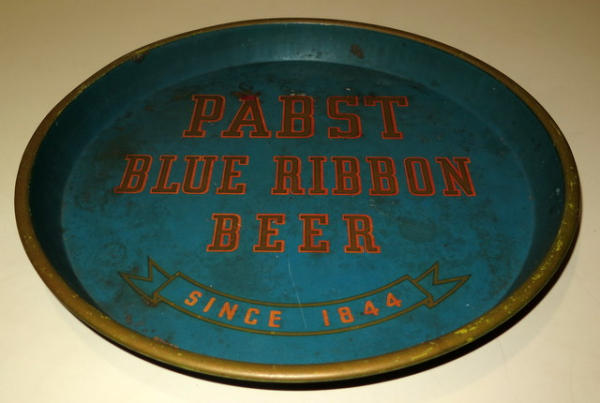 PABST
BLUE RIBBON
BEER
SINCE 1844